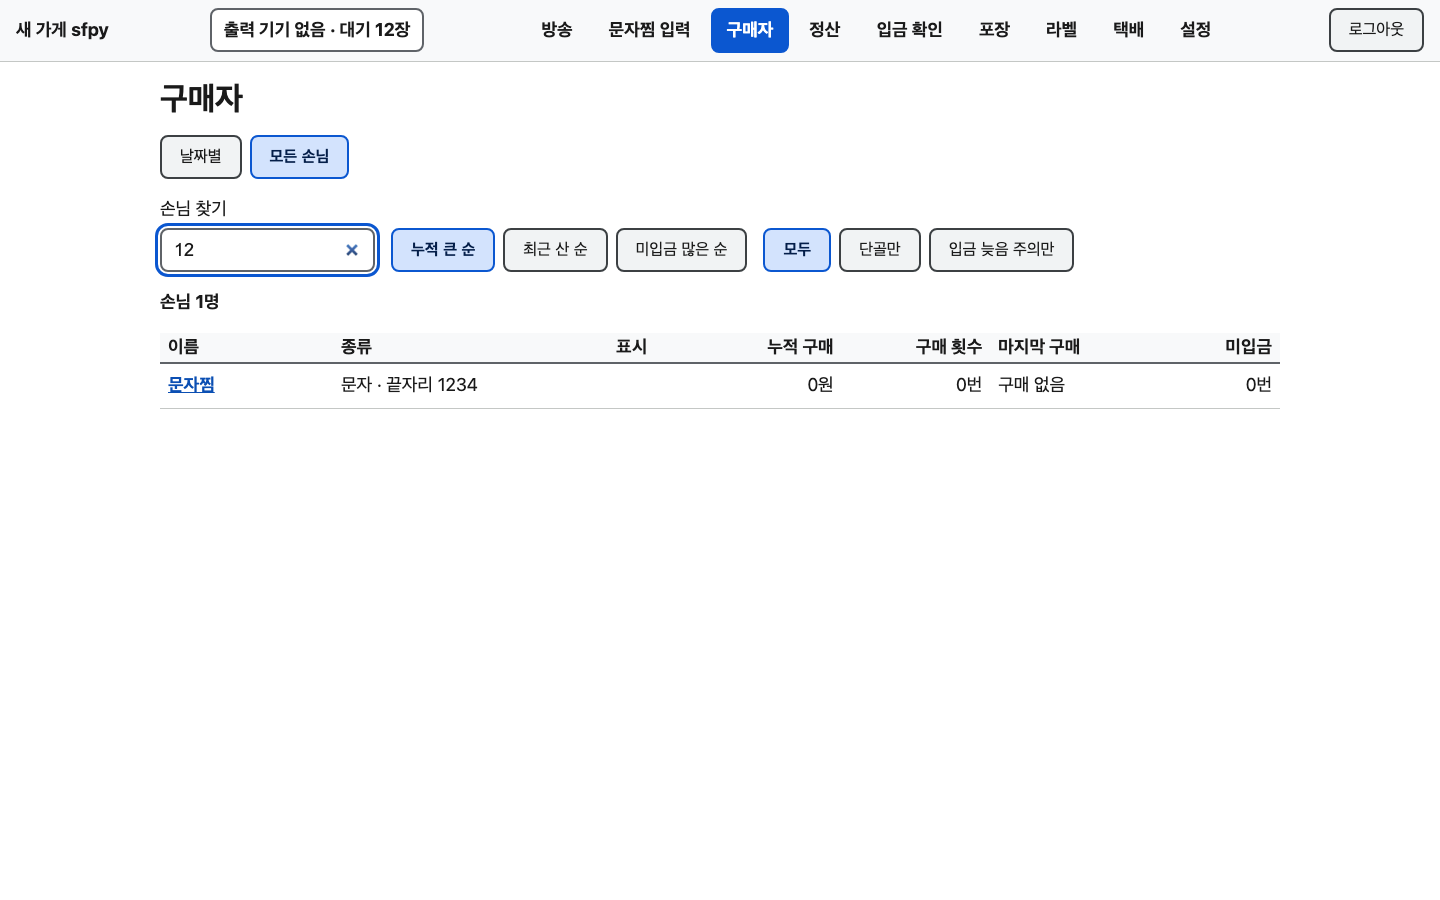 새 가게 sfpy
출력 기기 없음 · 대기 12장
방송 문자찜 입력 구매자 정산 입금 확인 포장 라벨 택배 설정
로그아웃
구매자
날짜별 모든 손님
손님 찾기
12 누적 큰 순 최근 산 순 미입금 많은 순 모두 단골만 입금 늦음 주의만
손님 1명
이름 종류 표시 누적 구매 구매 횟수 마지막 구매 미입금
문자찜 문자 · 끝자리 1234 0원 0번 구매 없음 0번